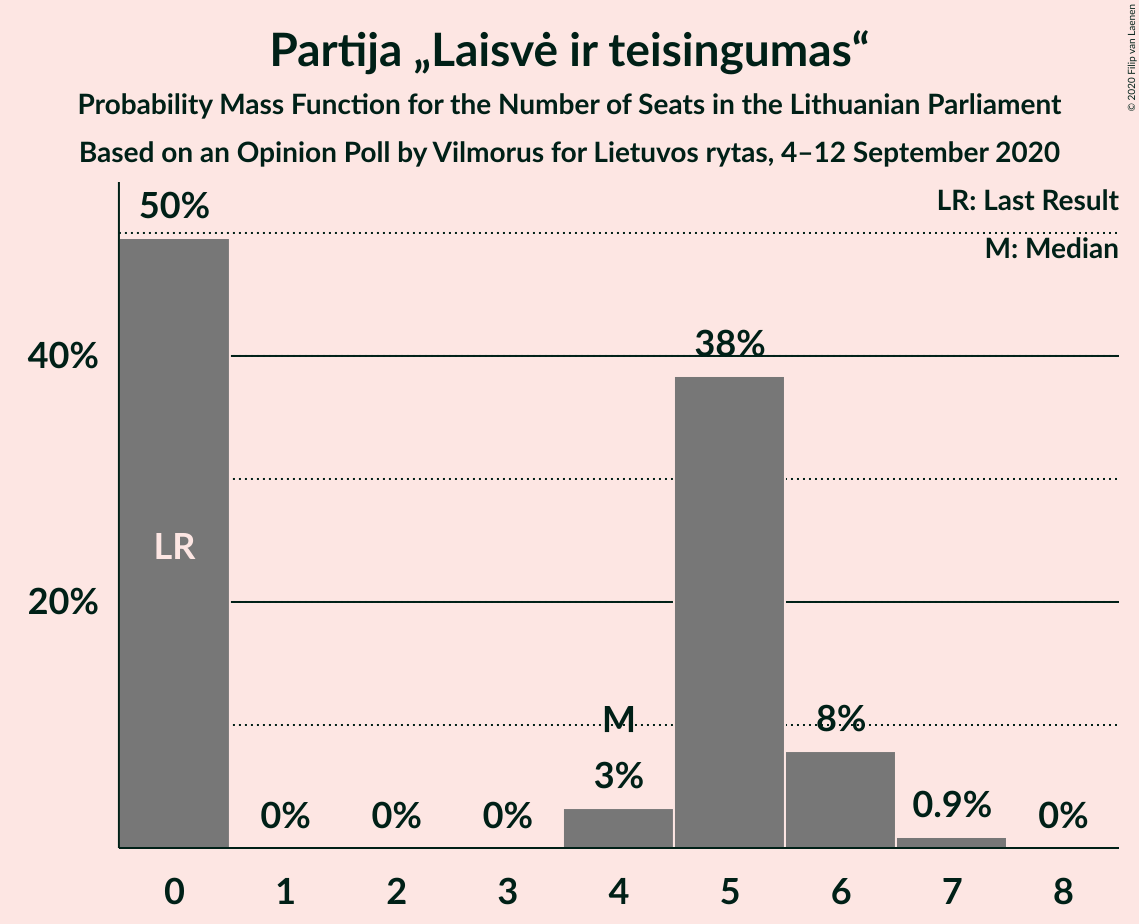 Partija „Laisvė ir teisingumas“
Probability Mass Function for the Number of Seats in the Lithuanian Parliament
Based on an Opinion Poll by Vilmorus for Lietuvos rytas, 4–12 September 2020
© 2020 Filip van Laenen
LR: Last Result
M: Median
50%
38%
40%
LR
20%
M
8%
3%
0%
0%
0%
0.9%
0%
0
1
2
3
4
5
6
7
8